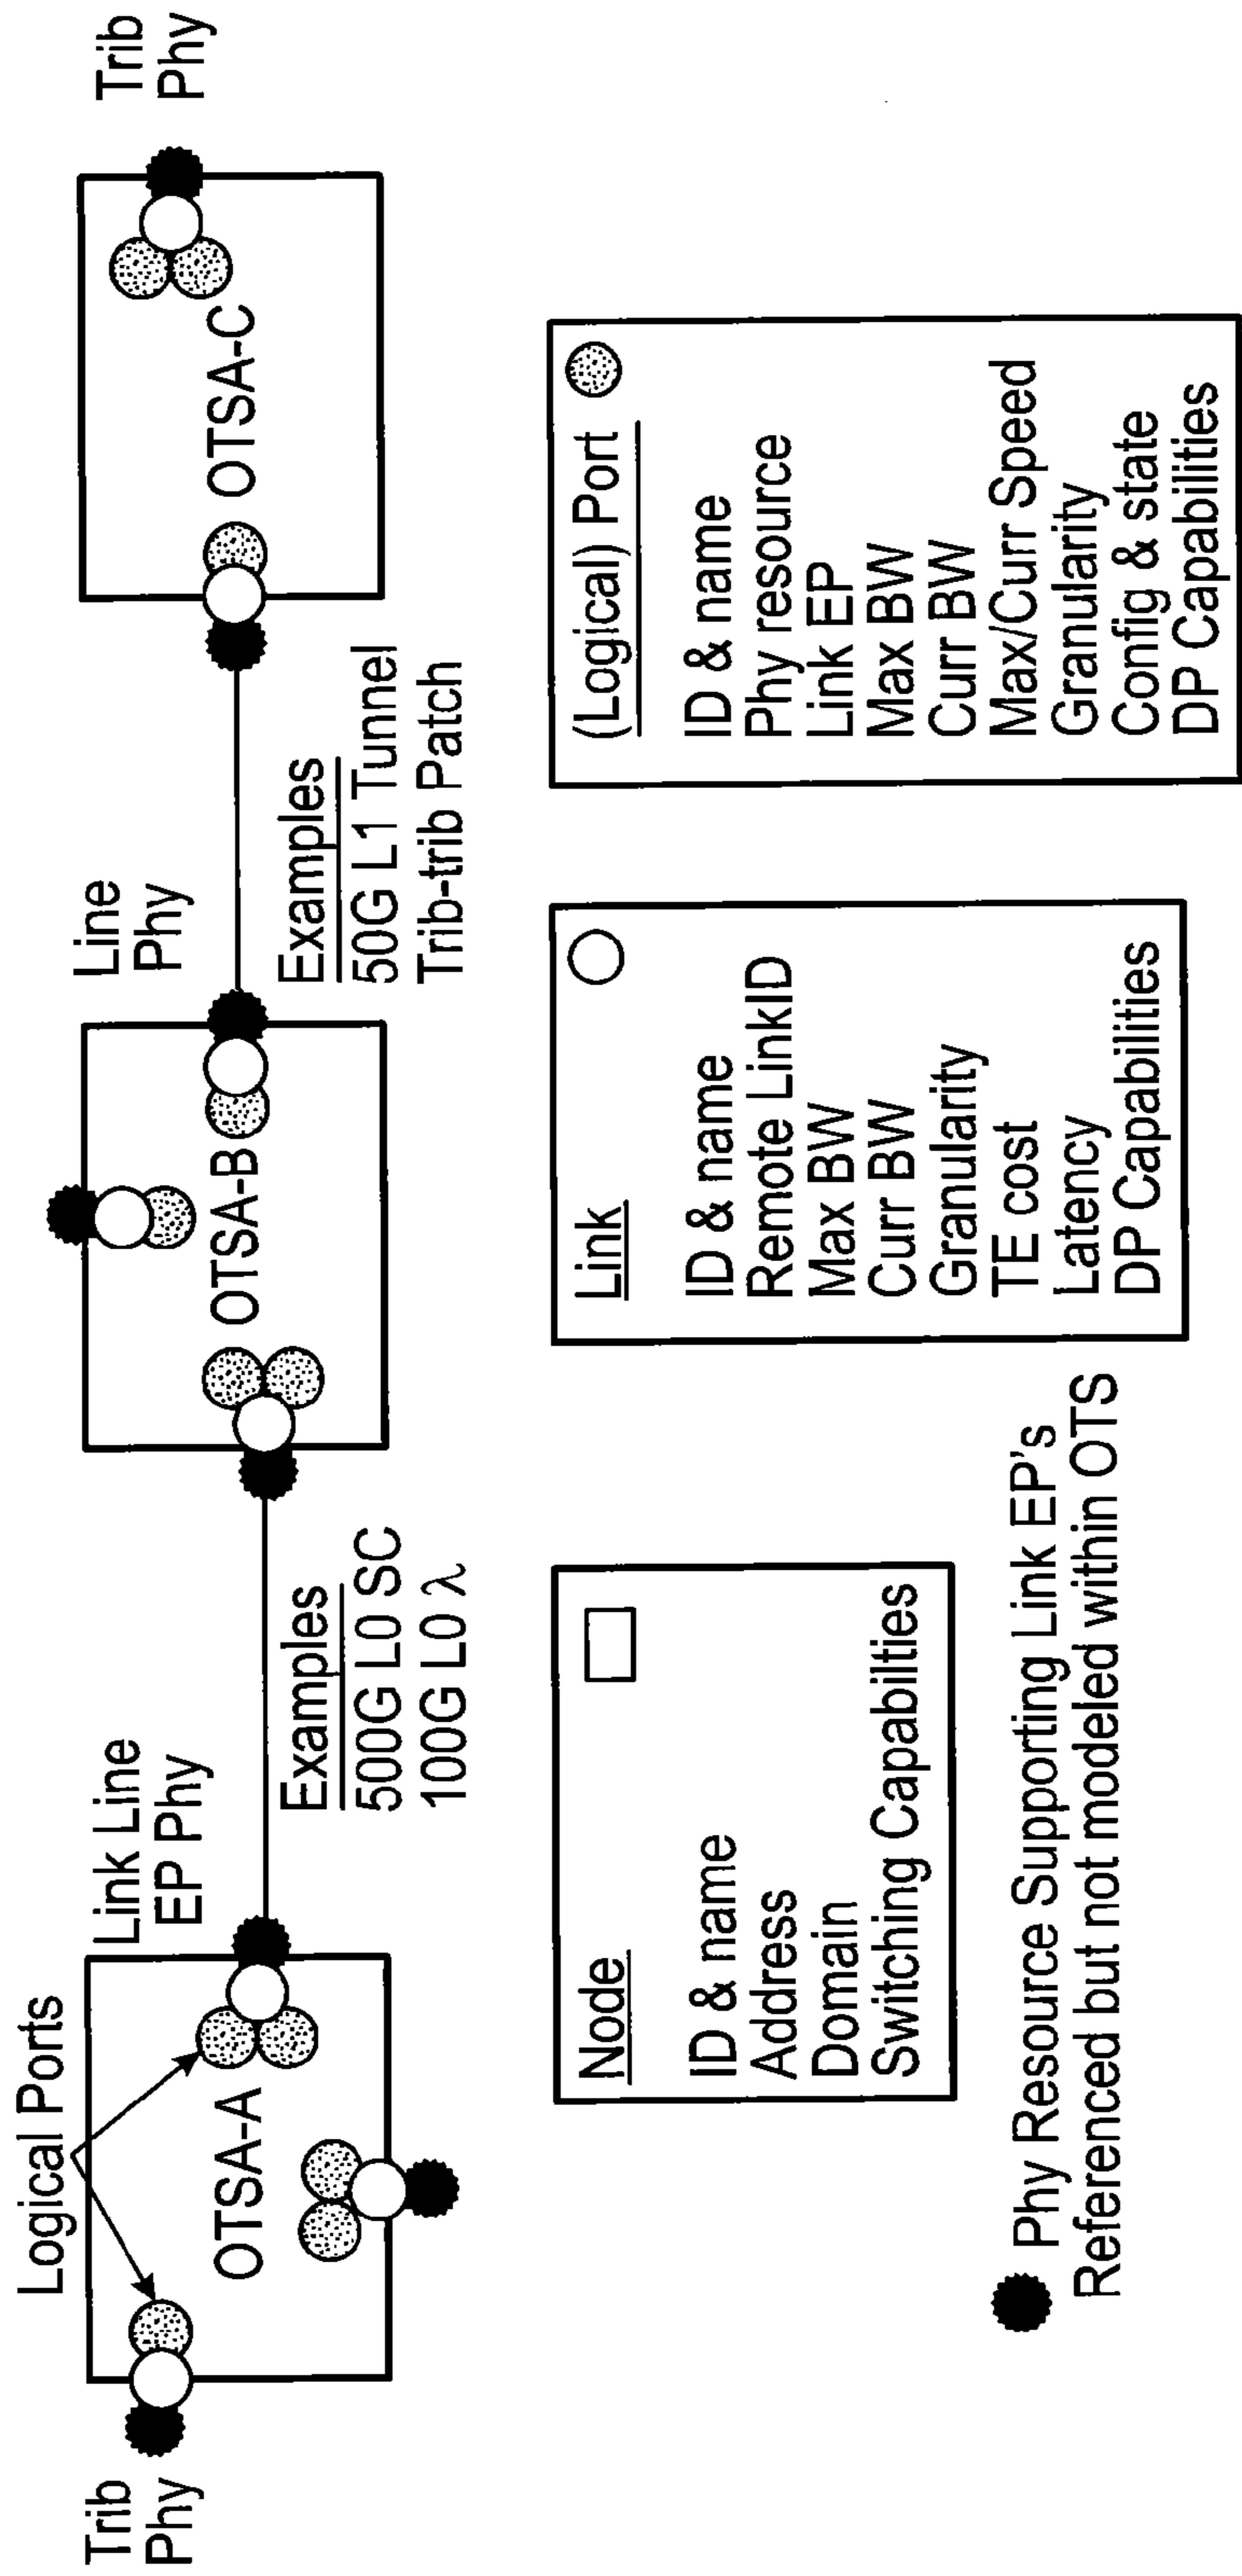 Trib
Phy
Logical Ports
OTSA-A
Link Line
EP Phy
Examples
500G L0 SC
100G L0 λ
OTSA-B
Line
Phy
Examples
50G L1 Tunnel
Trib-trib Patch
OTSA-C
Trib
Phy
Node
ID & name
Address
Domain
Switching Capabilties
Link
ID & name
Remote LinkID
Max BW
Curr BW
Granularity
TE cost
Latency
DP Capabilities
(Logical) Port
ID & name
Phy resource
Link EP
Max BW
Curr BW
Max/Curr Speed
Granularity
Config & state
DP Capabilities
Phy Resource Supporting Link EP's
Referenced but not modeled within OTS